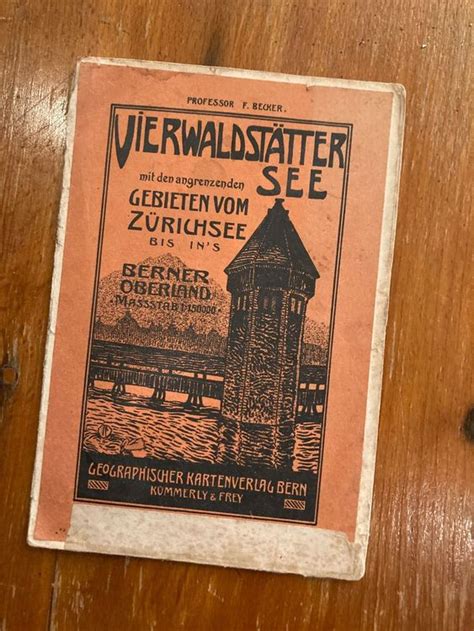 PROFESSOR F. BECKER.
VIERWALDSTÄTTER
SEE
mit den angrenzenden
GEBIETEN VOM
ZÜRICHSEE
BIS IN'S
BERNER
OBERLAND
MASSSTAB 1:150000
GEOGRAPHISCHER KARTENVERLAG BERN
KÜMMERLY & FREY